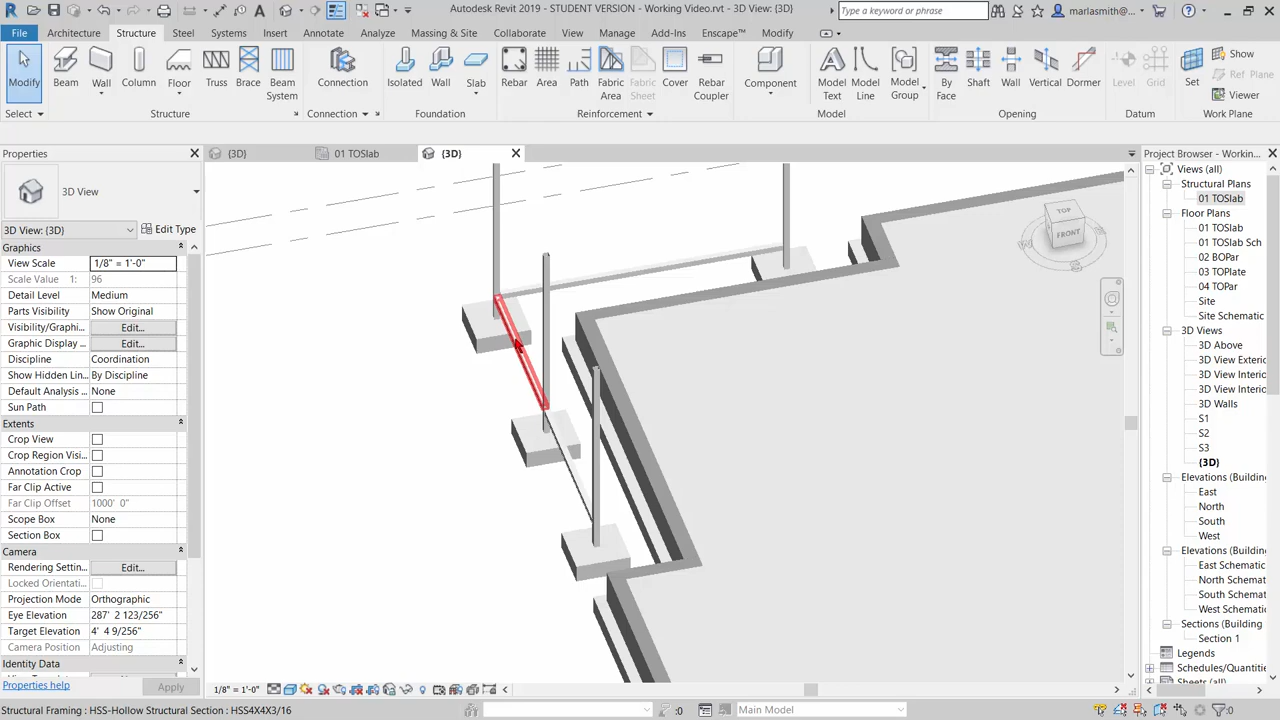 Autodesk Revit 2019 - STUDENT VERSION - Working Video.rvt - 3D View: {3D}
Type a keyword or phrase
marlasmith@...
File Architecture Structure Steel Systems Insert Annotate Analyze Massing & Site Collaborate View Manage Add-Ins Enscape™ Modify
Modify
Beam
Wall
Column
Floor
Truss
Brace
Beam System
Connection
Isolated
Wall
Slab
Rebar
Area
Path
Fabric Area
Fabric Sheet
Cover
Rebar Coupler
Component
Model Text
Model Line
Model Group
By Face
Shaft
Wall
Vertical
Dormer
Level
Grid
Set
Show
Ref Plane
Viewer
Select
Structure
Connection
Foundation
Reinforcement
Model
Opening
Datum
Work Plane
Properties
{3D}
01 TOSlab
{3D}
3D View
3D View: {3D}
Edit Type
Graphics
View Scale 1/8" = 1'-0"
Scale Value 1: 96
Detail Level Medium
Parts Visibility Show Original
Visibility/Graphi... Edit...
Graphic Display ... Edit...
Discipline Coordination
Show Hidden Lin... By Discipline
Default Analysis ... None
Sun Path
Extents
Crop View
Crop Region Visi...
Annotation Crop
Far Clip Active
Far Clip Offset 1000' 0"
Scope Box None
Section Box
Camera
Rendering Settin... Edit...
Locked Orientati...
Projection Mode Orthographic
Eye Elevation 287' 2 123/256"
Target Elevation 4' 4 9/256"
Camera Position Adjusting
Identity Data
Properties help
Apply
TOP
FRONT
Project Browser - Workin...
Views (all)
Structural Plans
01 TOSlab
Floor Plans
01 TOSlab
01 TOSlab Sch
02 BOPar
03 TOPlate
04 TOPar
Site
Site Schematic
3D Views
3D Above
3D View Exterio
3D View Interic
3D View Interic
3D Walls
S1
S2
S3
{3D}
Elevations (Building
East
North
South
West
Elevations (Building
East Schematic
North Schema
South Schema
West Schemati
Sections (Building
Section 1
Legends
Schedules/Quantitie
Sheets (all)
1/8" = 1'-0"
Structural Framing : HSS-Hollow Structural Section : HSS4X4X3/16
:0
Main Model
:0